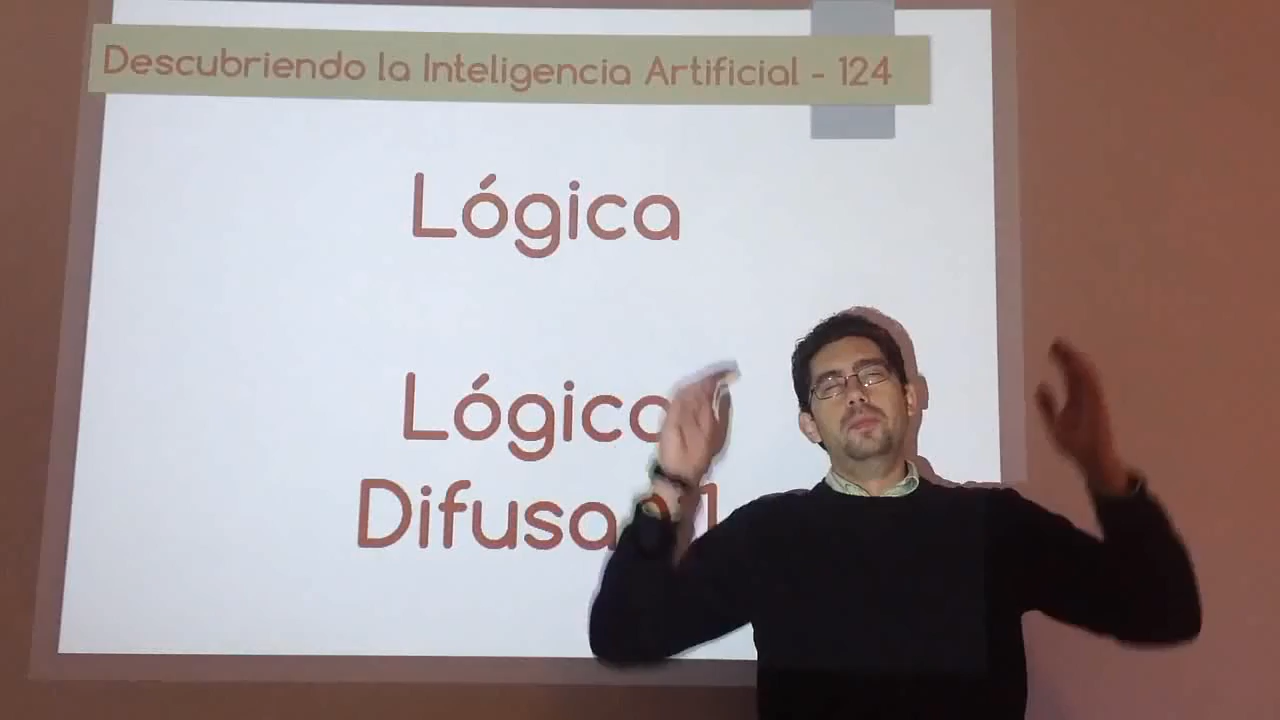 Descubriendo la Inteligencia Artificial - 124
Lógica
Lógica
Difusa